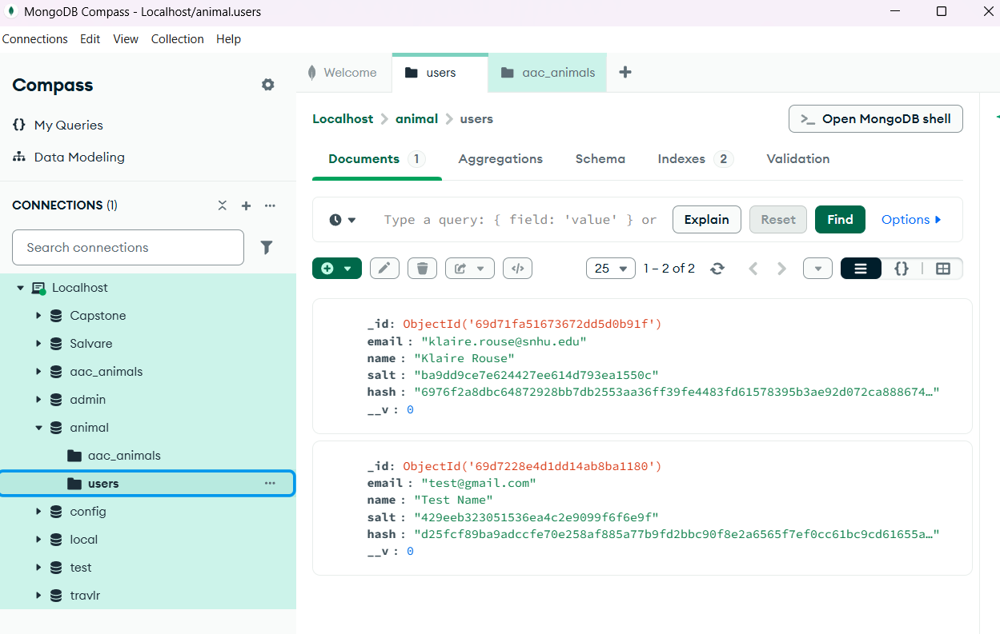 MongoDB Compass - Localhost/animal.users
Connections Edit View Collection Help
Compass
My Queries
Data Modeling
CONNECTIONS (1)
Search connections
Localhost
Capstone
Salvare
aac_animals
admin
animal
aac_animals
users
config
local
test
travlr
Welcome
users
aac_animals
Localhost > animal > users
>_ Open MongoDB shell
Documents 1 Aggregations Schema Indexes 2 Validation
Type a query: { field: 'value' } or
Explain Reset Find Options
25 1 – 2 of 2
_id: ObjectId('69d71fa51673672dd5d0b91f')
email : "klaire.rouse@snhu.edu"
name : "Klaire Rouse"
salt : "ba9dd9ce7e624427ee614d793ea1550c"
hash : "6976f2a8dbc64872928bb7db2553aa36ff39fe4483fd61578395b3ae92d072ca888674…"
__v : 0
_id: ObjectId('69d7228e4d1dd14ab8ba1180')
email : "test@gmail.com"
name : "Test Name"
salt : "429eeb323051536ea4c2e9099f6f6e9f"
hash : "d25fcf89ba9adccfe70e258af885a77b9fd2bbc90f8e2a6565f7ef0cc61bc9cd61655a…"
__v : 0